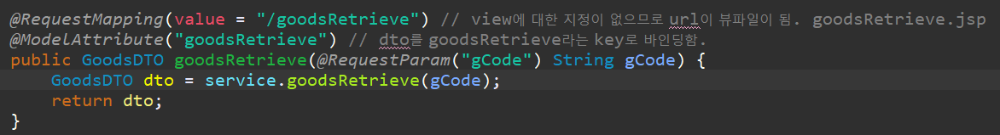 @RequestMapping(value = "/goodsRetrieve") // view에 대한 지정이 없으므로 url이 뷰파일이 됨. goodsRetrieve.jsp
@ModelAttribute("goodsRetrieve") // dto를 goodsRetrieve라는 key로 바인딩함.
public GoodsDTO goodsRetrieve(@RequestParam("gCode") String gCode) {
    GoodsDTO dto = service.goodsRetrieve(gCode);
    return dto;
}